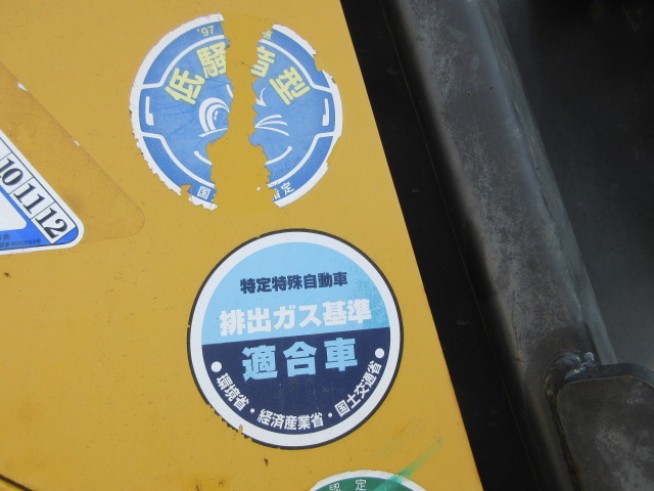 '97
低騒音型
国
定
10 11 12
特定特殊自動車
排出ガス基準
適合車
・環境省・経済産業省・国土交通省・
認定